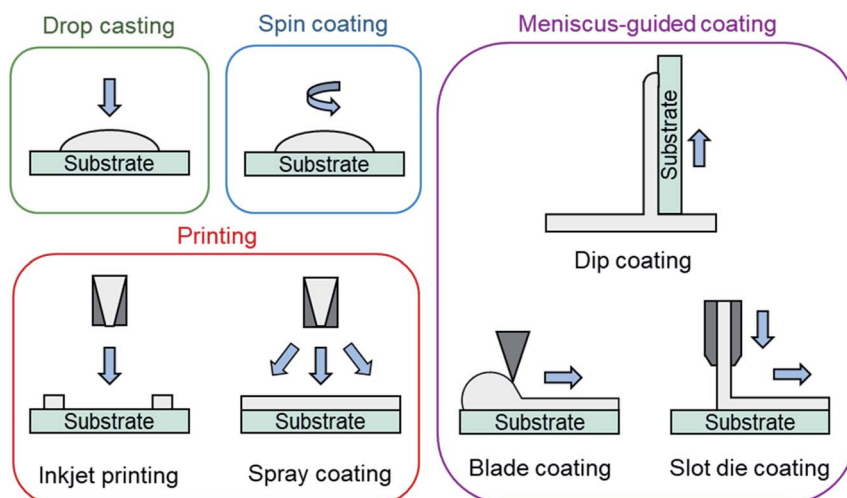 Drop casting
Substrate
Spin coating
Substrate
Printing
Substrate
Inkjet printing
Substrate
Spray coating
Meniscus-guided coating
Substrate
Dip coating
Substrate
Blade coating
Substrate
Slot die coating